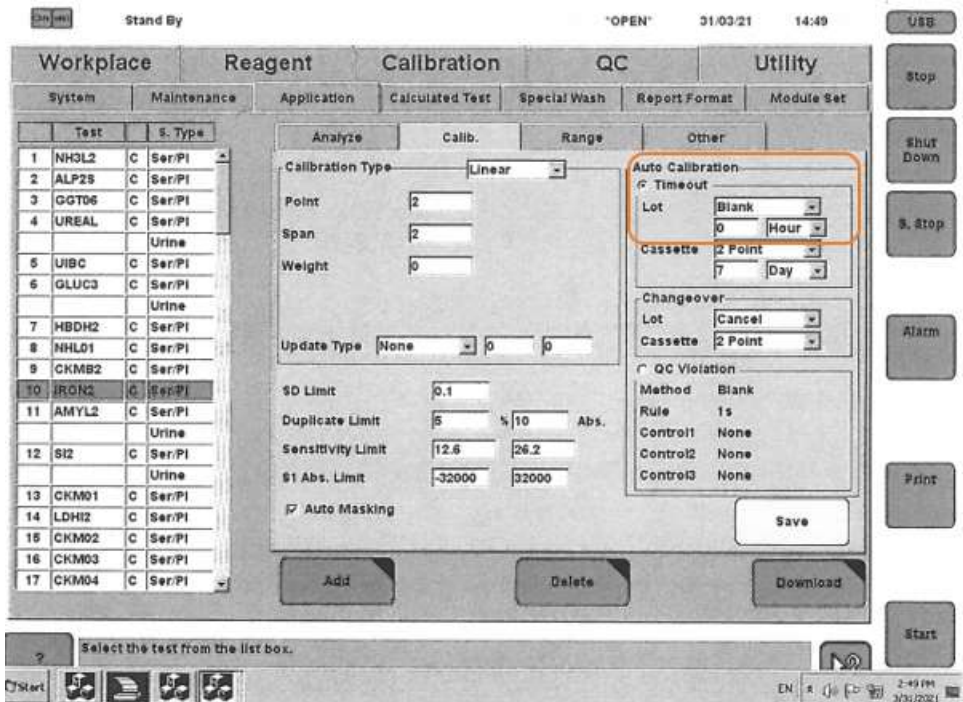 Stand By "OPEN" 31/03/21 14:49 USB
Workplace Reagent Calibration QC Utility
System Maintenance Application Calculated Test Special Wash Report Format Module Set
Stop
Shut Down
S. Stop
Alarm
Print
Start
Test S. Type
1 NH3L2 C Ser/Pl
2 ALP2S C Ser/Pl
3 GGT06 C Ser/Pl
4 UREAL C Ser/Pl
Urine
5 UIBC C Ser/Pl
6 GLUC3 C Ser/Pl
Urine
7 HBDH2 C Ser/Pl
8 NHL01 C Ser/Pl
9 CKMB2 C Ser/Pl
10 IRON2 C Ser/Pl
11 AMYL2 C Ser/Pl
Urine
12 SI2 C Ser/Pl
Urine
13 CKM01 C Ser/Pl
14 LDHI2 C Ser/Pl
15 CKM02 C Ser/Pl
16 CKM03 C Ser/Pl
17 CKM04 C Ser/Pl
Analyze Calib. Range Other
Calibration Type Linear
Point 2
Span 2
Weight 0
Update Type None 0 0
SD Limit 0.1
Duplicate Limit 5 % 10 Abs.
Sensitivity Limit 12.6 26.2
S1 Abs. Limit -32000 32000
Auto Masking
Auto Calibration
Timeout
Lot Blank
0 Hour
Cassette 2 Point
7 Day
Changeover
Lot Cancel
Cassette 2 Point
QC Violation
Method Blank
Rule 1s
Control1 None
Control2 None
Control3 None
Save
Add Delete Download
? Select the test from the list box.
Start EN 2:49 PM
3/31/2021